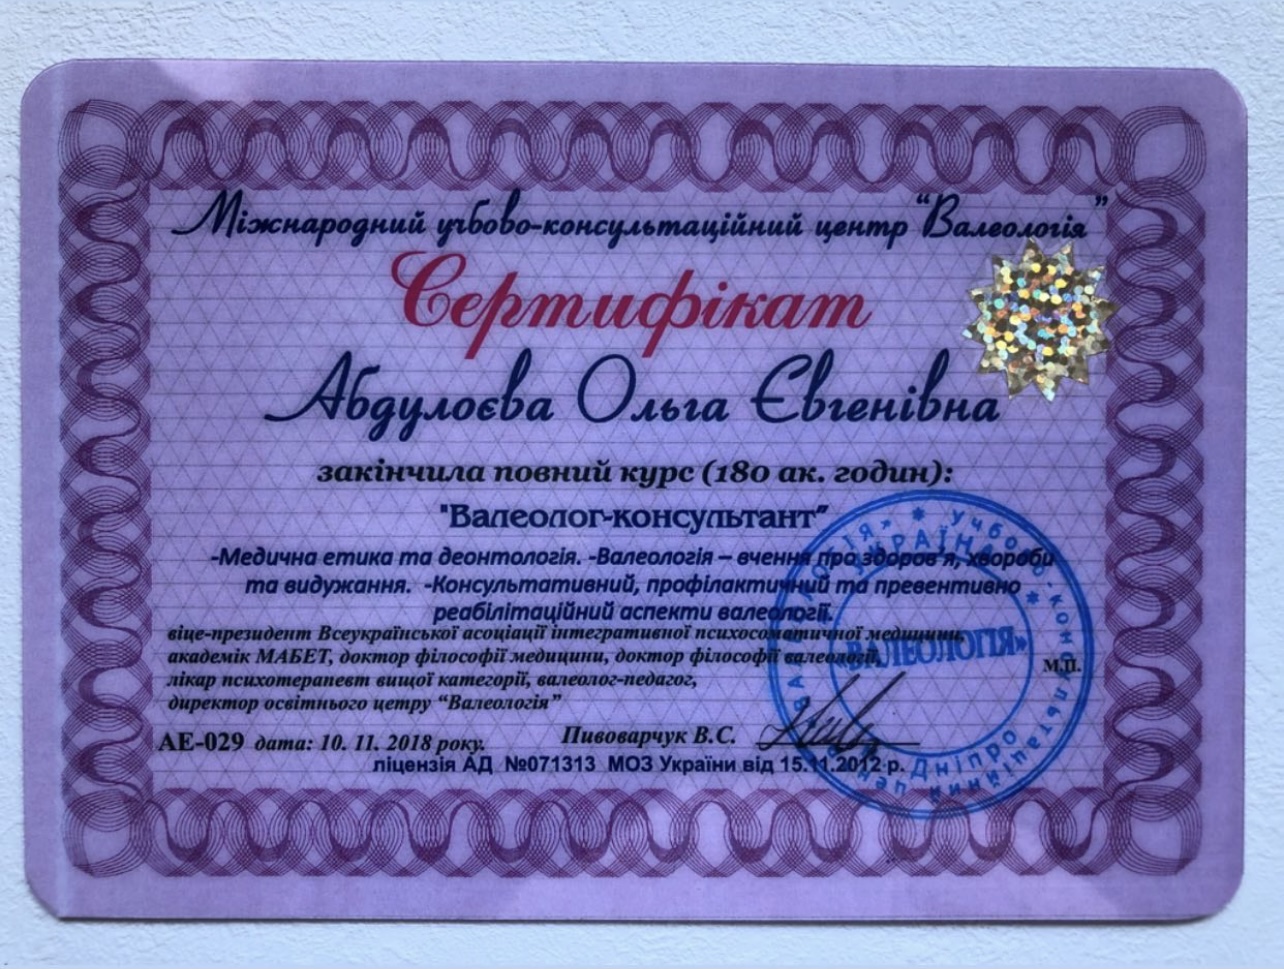 Міжнародний учбово-консультаційний центр “Валеологія”
Сертифікат
Абдулоєва Ольга Євгенівна
закінчила повний курс (180 ак. годин):
"Валеолог-консультант”
-Медична етика та деонтологія. -Валеологія – вчення про здоров’я, хвороби
та видужання. -Консультативний, профілактичний та превентивно
реабілітаційний аспекти валеології.
віце-президент Всеукраїнської асоціації інтегративної психосоматичної медицини,
академік МАБЕТ, доктор філософії медицини, доктор філософії валеології,
лікар психотерапевт вищої категорії, валеолог-педагог,
директор освітнього цетру “Валеологія”
М.П.
АЕ-029 дата: 10. 11. 2018 року. Пивоварчук В.С.
ліцензія АД №071313 МОЗ України від 15.11.2012 р.
УКРАЇНА
учбово-консультаційний центр
«ВАЛЕОЛОГІЯ»
Дніпро